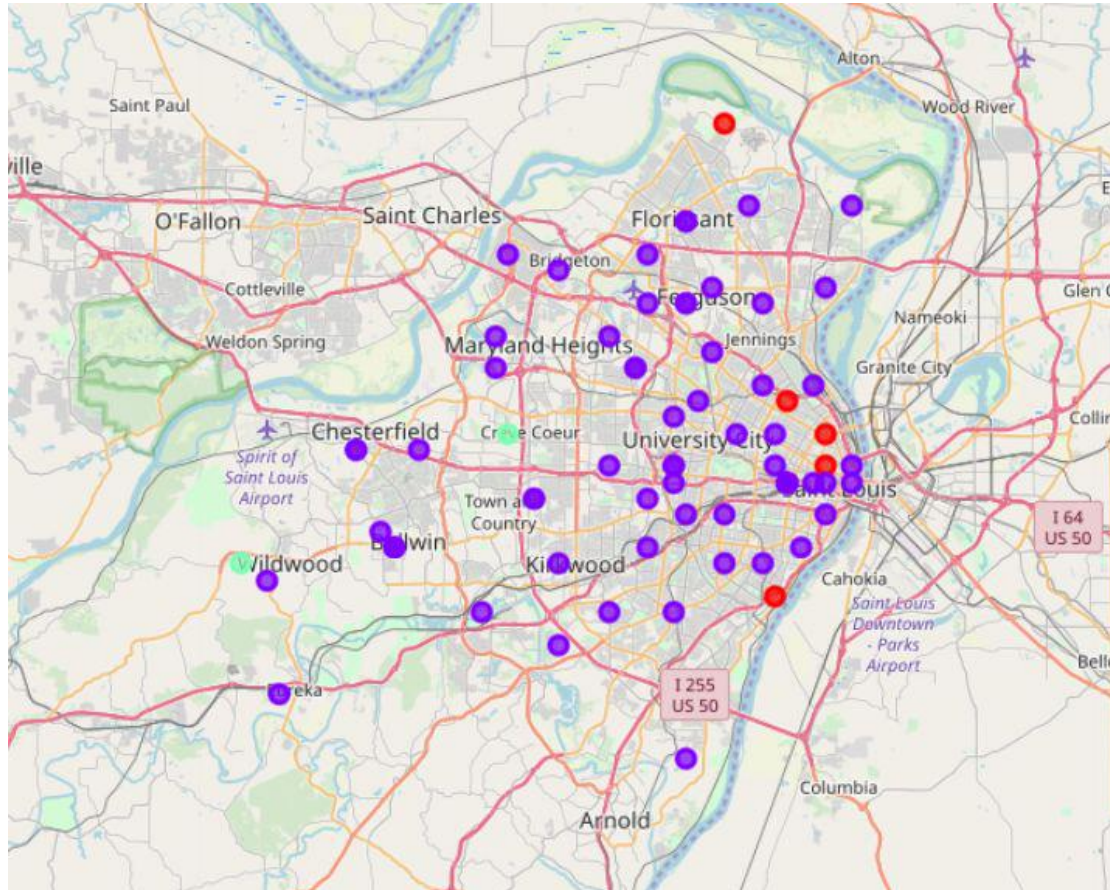 Alton
Saint Paul
Wood River
ville
O'Fallon
Saint Charles
Florissant
Bridgeton
Cottleville
Ferguson
Glen C
Nameoki
Weldon Spring
Maryland Heights
Jennings
Granite City
Collin
Chesterfield
Creve Coeur
University City
Spirit of
Saint Louis
Airport
Town a
Country
Saint Louis
I 64
US 50
Ballwin
Wildwood
Kirkwood
Cahokia
Saint Louis
Downtown
- Parks
Airport
Belle
Eureka
I 255
US 50
Columbia
Arnold